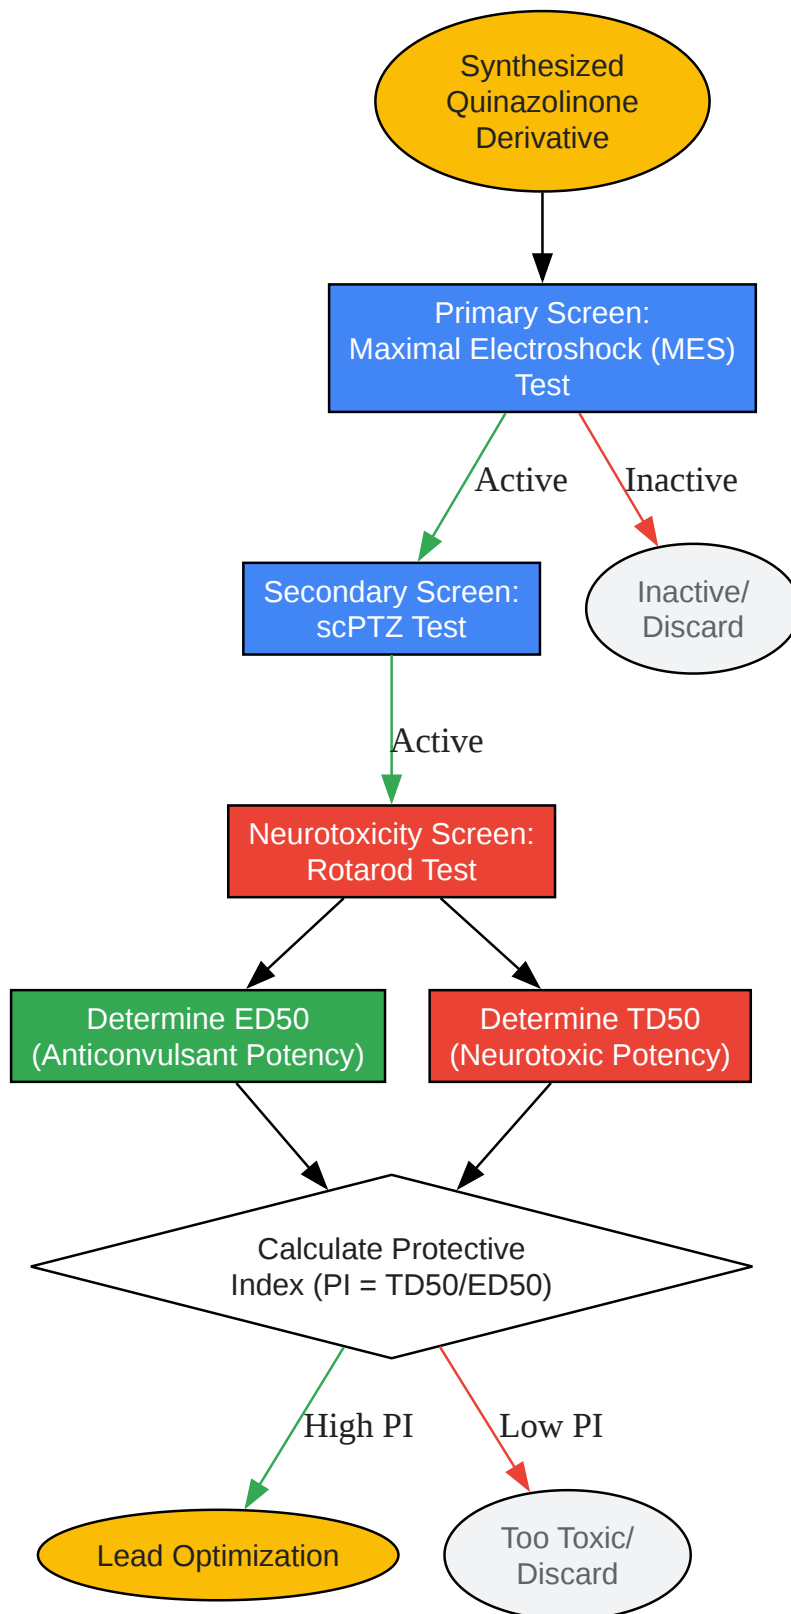 Synthesized
Quinazolinone
Derivative
Primary Screen:
Maximal Electroshock (MES)
Test
Active
Inactive
Secondary Screen:
scPTZ Test
Inactive/
Discard
Active
Neurotoxicity Screen:
Rotarod Test
Determine ED50
(Anticonvulsant Potency)
Determine TD50
(Neurotoxic Potency)
Calculate Protective
Index (PI = TD50/ED50)
High PI
Low PI
Lead Optimization
Too Toxic/
Discard